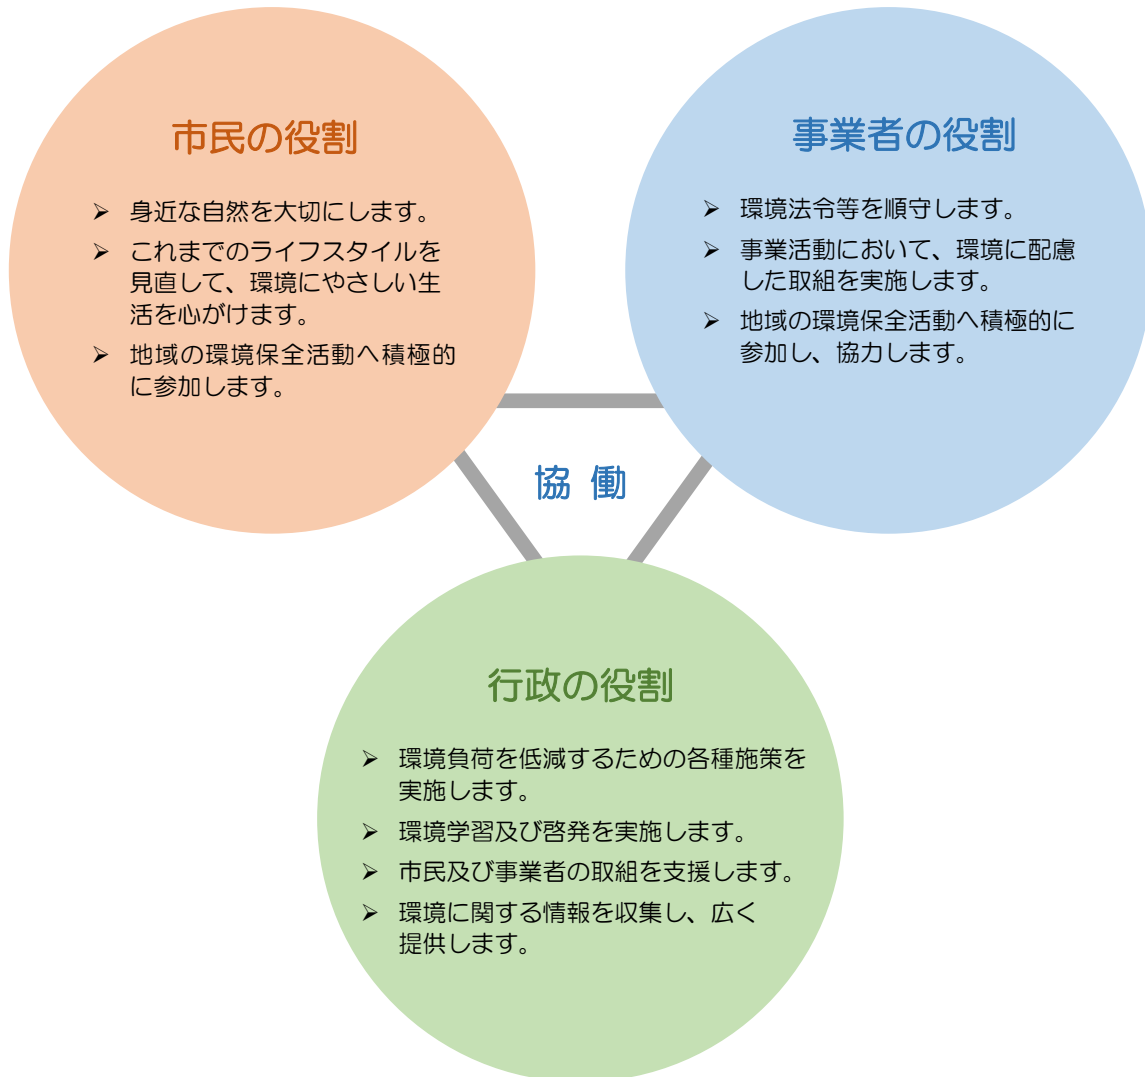 市民の役割
➢ 身近な自然を大切にします。
➢ これまでのライフスタイルを
見直して、環境にやさしい生
活を心がけます。
➢ 地域の環境保全活動へ積極的
に参加します。
事業者の役割
➢ 環境法令等を順守します。
➢ 事業活動において、環境に配慮
した取組を実施します。
➢ 地域の環境保全活動へ積極的に
参加し、協力します。
協 働
行政の役割
➢ 環境負荷を低減するための各種施策を
実施します。
➢ 環境学習及び啓発を実施します。
➢ 市民及び事業者の取組を支援します。
➢ 環境に関する情報を収集し、広く
提供します。